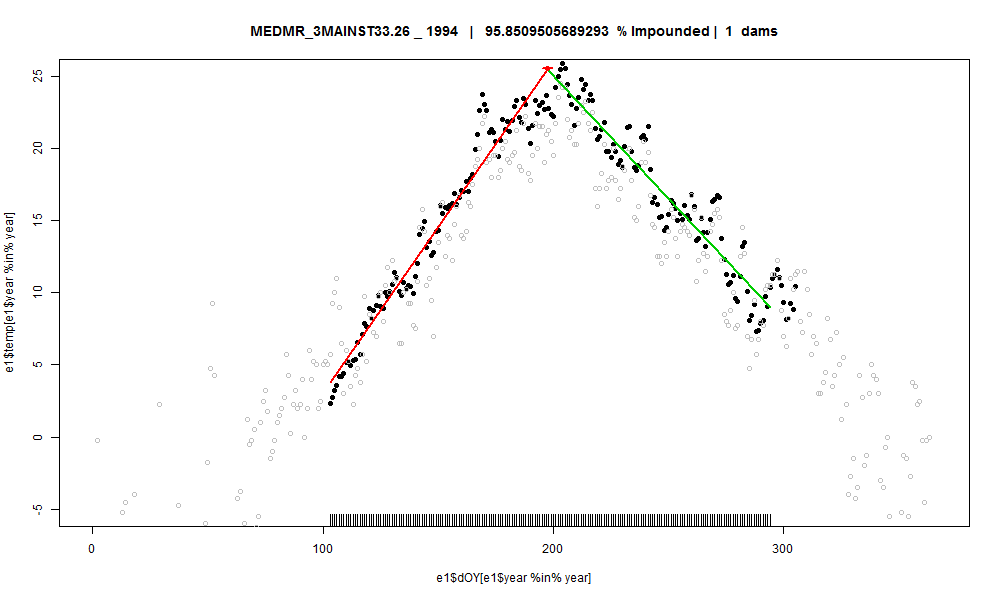 MEDMR_3MAINST33.26 _ 1994 | 95.8509505689293 % Impounded | 1 dams
e1$temp[e1$year %in% year]
25
20
15
10
5
0
-5
0 100 200 300
e1$dOY[e1$year %in% year]